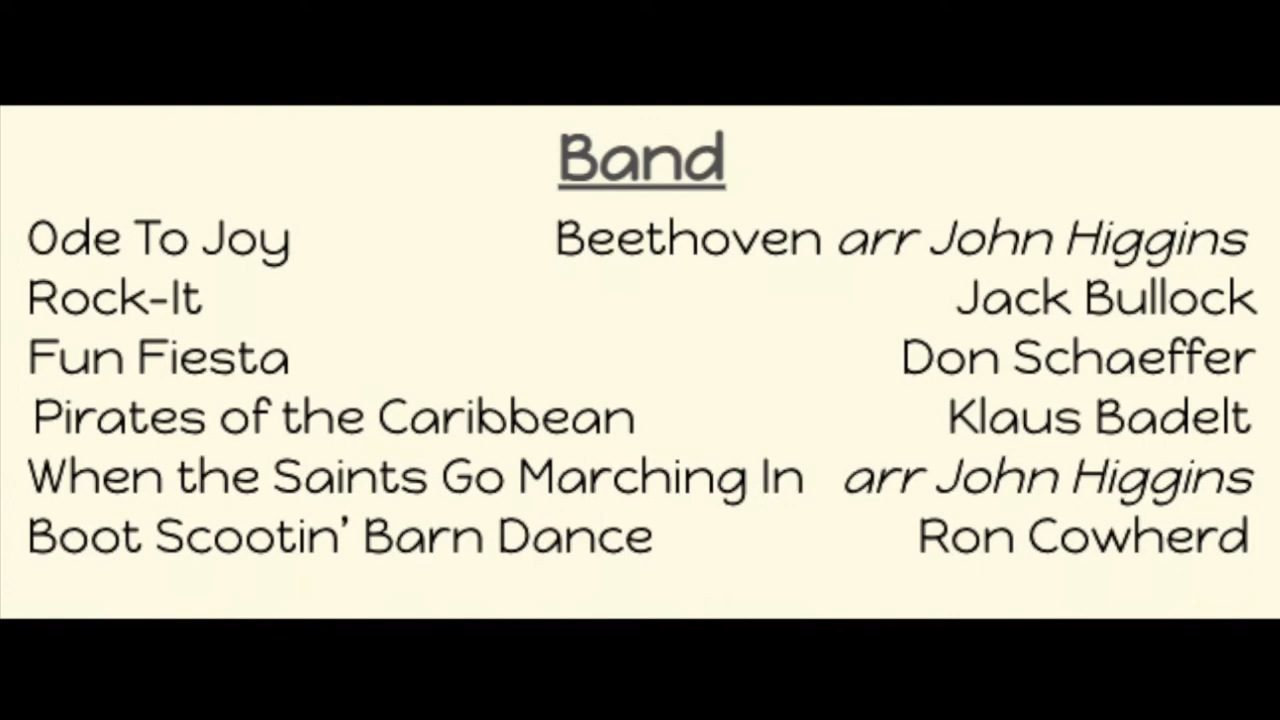 Band
Ode To Joy Beethoven arr John Higgins
Rock-It Jack Bullock
Fun Fiesta Don Schaeffer
Pirates of the Caribbean Klaus Badelt
When the Saints Go Marching In arr John Higgins
Boot Scootin' Barn Dance Ron Cowherd